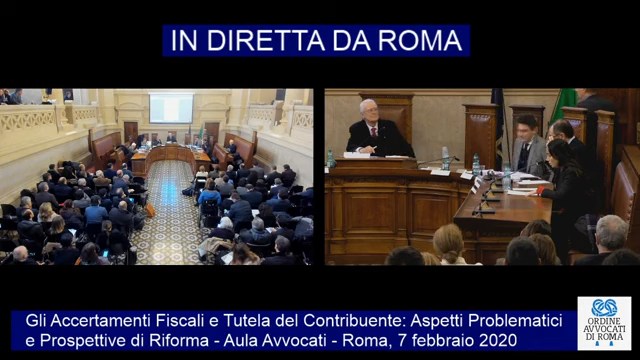 IN DIRETTA DA ROMA
Gli Accertamenti Fiscali e Tutela del Contribuente: Aspetti Problematici
e Prospettive di Riforma - Aula Avvocati - Roma, 7 febbraio 2020
ORDINE
AVVOCATI
DI ROMA